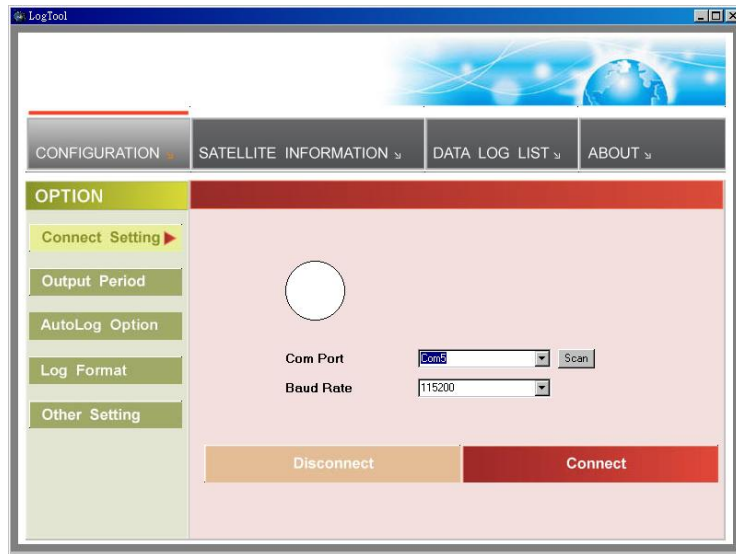 LogTool
CONFIGURATION SATELLITE INFORMATION DATA LOG LIST ABOUT
OPTION
Connect Setting
Output Period
AutoLog Option
Log Format
Other Setting
Com Port Com5 Scan
Baud Rate 115200
Disconnect Connect